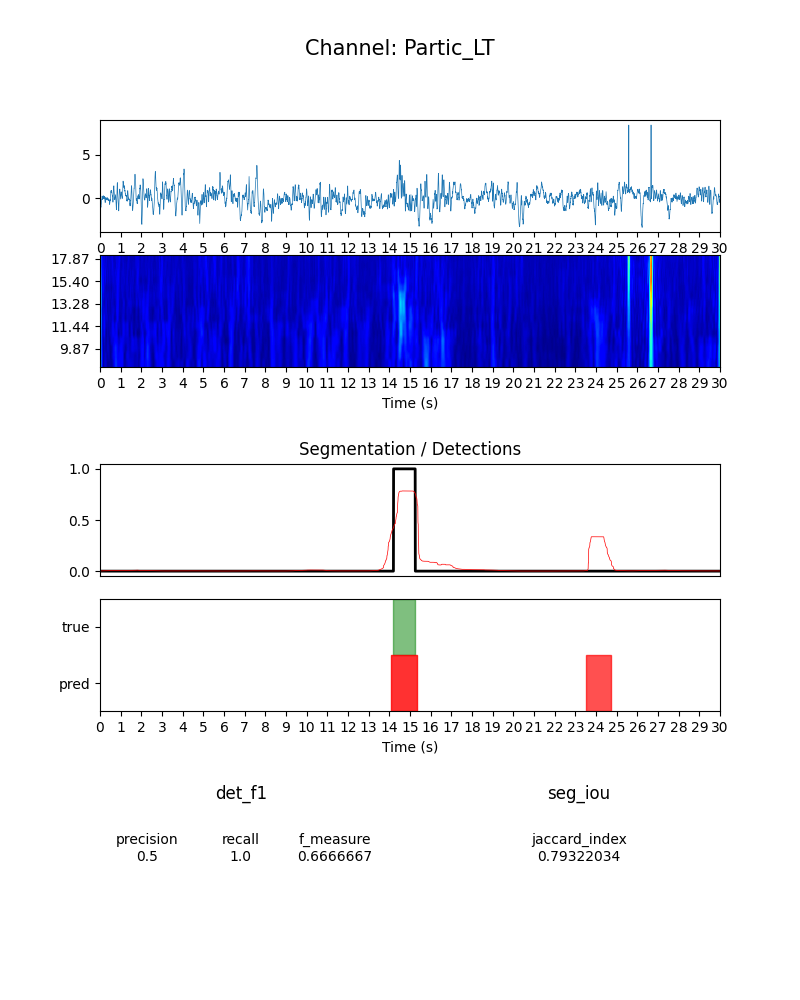 Channel: Partic_LT
5
0
0 1 2 3 4 5 6 7 8 9 10 11 12 13 14 15 16 17 18 19 20 21 22 23 24 25 26 27 28 29 30
17.87
15.40
13.28
11.44
9.87
0 1 2 3 4 5 6 7 8 9 10 11 12 13 14 15 16 17 18 19 20 21 22 23 24 25 26 27 28 29 30
Time (s)
Segmentation / Detections
1.0
0.5
0.0
true
pred
0 1 2 3 4 5 6 7 8 9 10 11 12 13 14 15 16 17 18 19 20 21 22 23 24 25 26 27 28 29 30
Time (s)
det_f1 seg_iou
precision recall f_measure jaccard_index
0.5 1.0 0.6666667 0.79322034